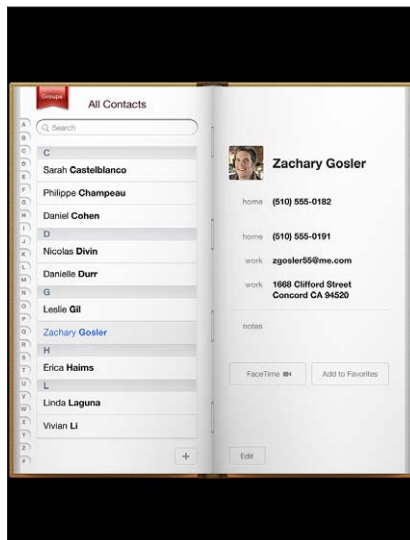 Groups
All Contacts
Search
A
B
C
D
E
F
G
H
I
J
K
L
M
N
O
P
Q
R
S
T
U
V
W
X
Y
Z
#
C
Sarah Castelblanco
Philippe Champeau
Daniel Cohen
D
Nicolas Divin
Danielle Durr
G
Leslie Gil
Zachary Gosler
H
Erica Haims
L
Linda Laguna
Vivian Li
+
Zachary Gosler
home (510) 555-0182
home (510) 555-0191
work zgosler55@me.com
work 1668 Clifford Street
Concord CA 94520
notes
FaceTime
Add to Favorites
Edit